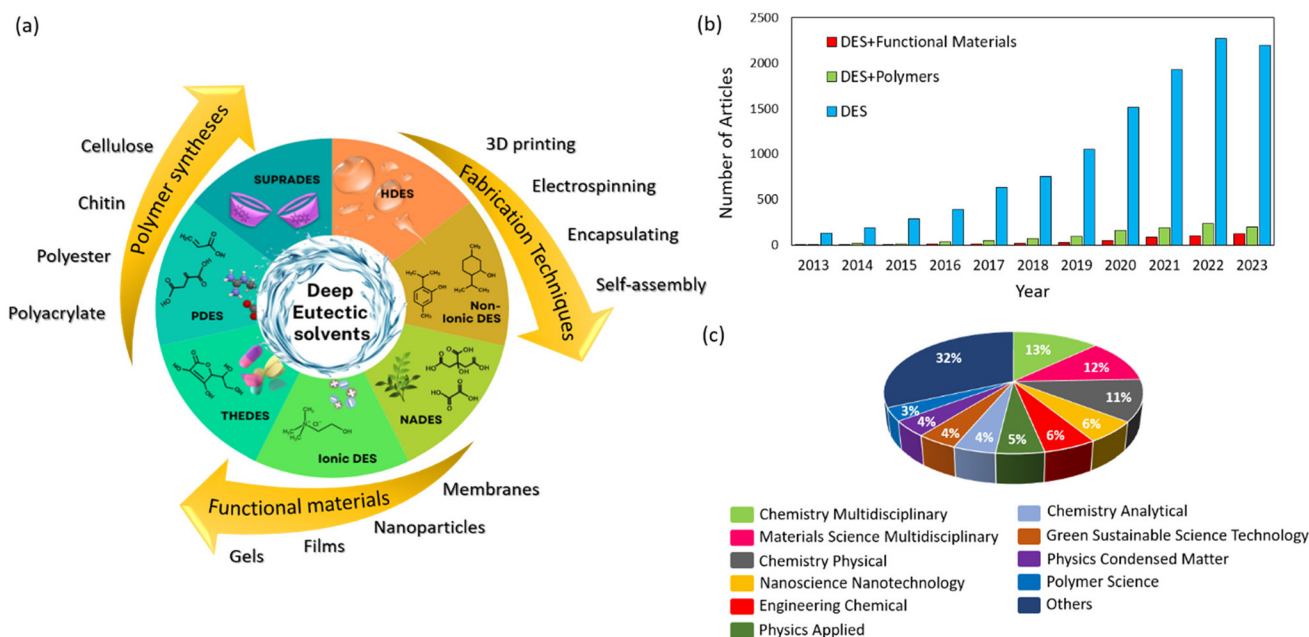 (a)
Polymer syntheses
Cellulose
Chitin
Polyester
Polyacrylate
Fabrication Techniques
3D printing
Electrospinning
Encapsulating
Self-assembly
Functional materials
Membranes
Nanoparticles
Films
Gels
Deep
Eutectic
solvents
SUPRADES
HDES
Non-
Ionic DES
NADES
Ionic DES
THEDES
PDES
(b)
2500
2000
1500
1000
500
0
Number of Articles
DES+Functional Materials
DES+Polymers
DES
2013 2014 2015 2016 2017 2018 2019 2020 2021 2022 2023
Year
(c)
32%
13%
12%
11%
6%
6%
5%
4%
4%
4%
3%
Chemistry Multidisciplinary
Materials Science Multidisciplinary
Chemistry Physical
Nanoscience Nanotechnology
Engineering Chemical
Physics Applied
Chemistry Analytical
Green Sustainable Science Technology
Physics Condensed Matter
Polymer Science
Others